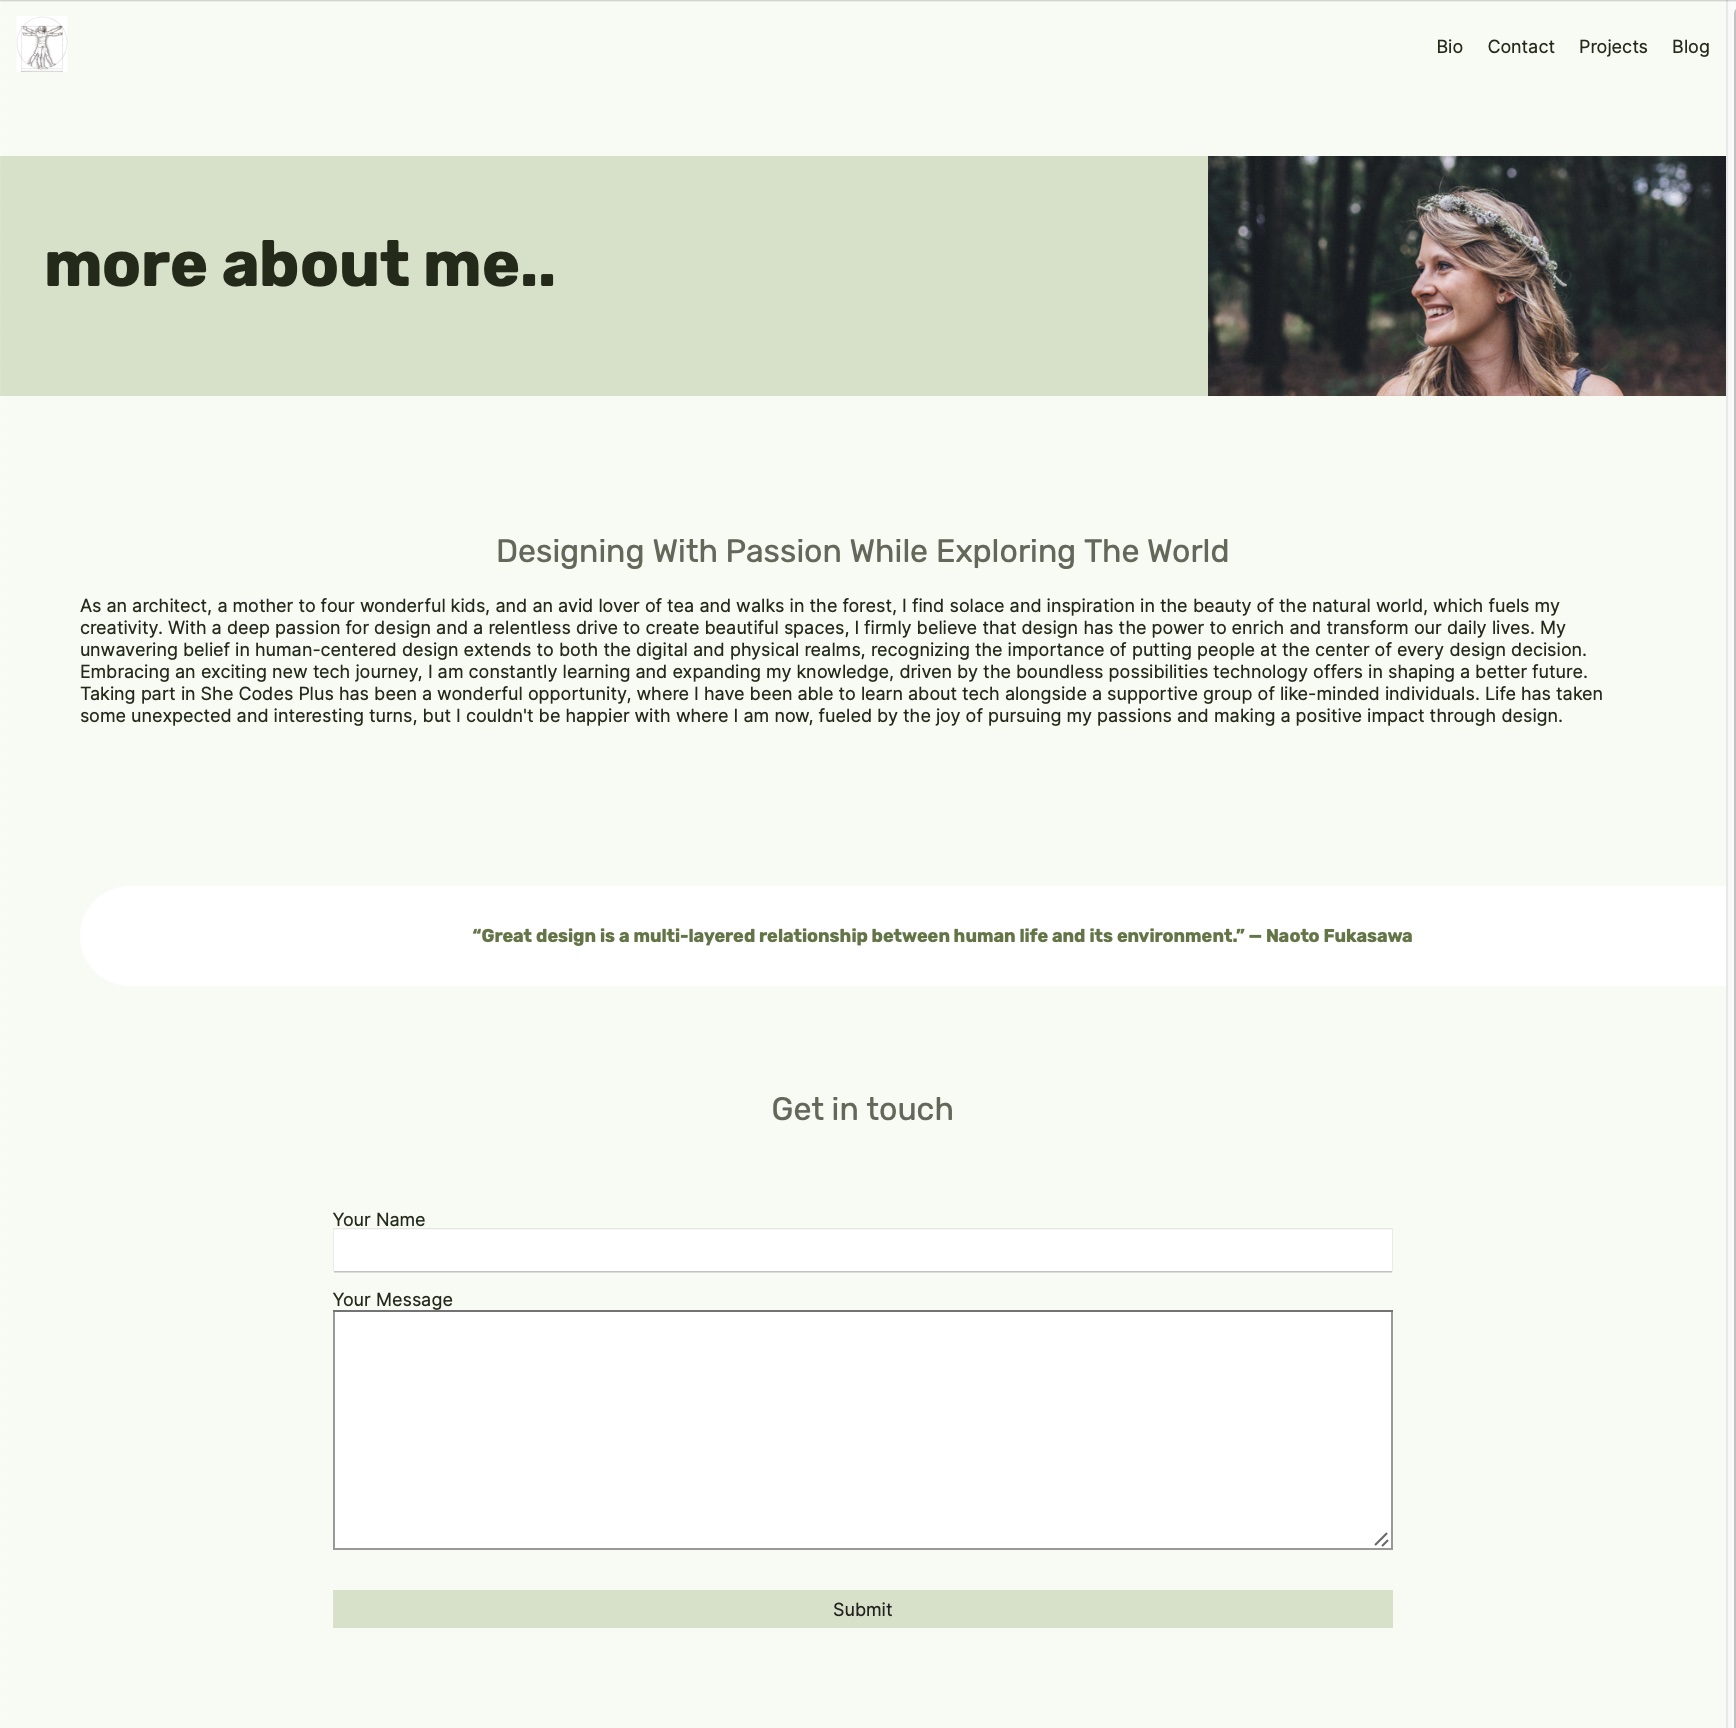 Bio Contact Projects Blog
more about me..
Designing With Passion While Exploring The World
As an architect, a mother to four wonderful kids, and an avid lover of tea and walks in the forest, I find solace and inspiration in the beauty of the natural world, which fuels my
creativity. With a deep passion for design and a relentless drive to create beautiful spaces, I firmly believe that design has the power to enrich and transform our daily lives. My
unwavering belief in human-centered design extends to both the digital and physical realms, recognizing the importance of putting people at the center of every design decision.
Embracing an exciting new tech journey, I am constantly learning and expanding my knowledge, driven by the boundless possibilities technology offers in shaping a better future.
Taking part in She Codes Plus has been a wonderful opportunity, where I have been able to learn about tech alongside a supportive group of like-minded individuals. Life has taken
some unexpected and interesting turns, but I couldn't be happier with where I am now, fueled by the joy of pursuing my passions and making a positive impact through design.
“Great design is a multi-layered relationship between human life and its environment.” — Naoto Fukasawa
Get in touch
Your Name
Your Message
Submit